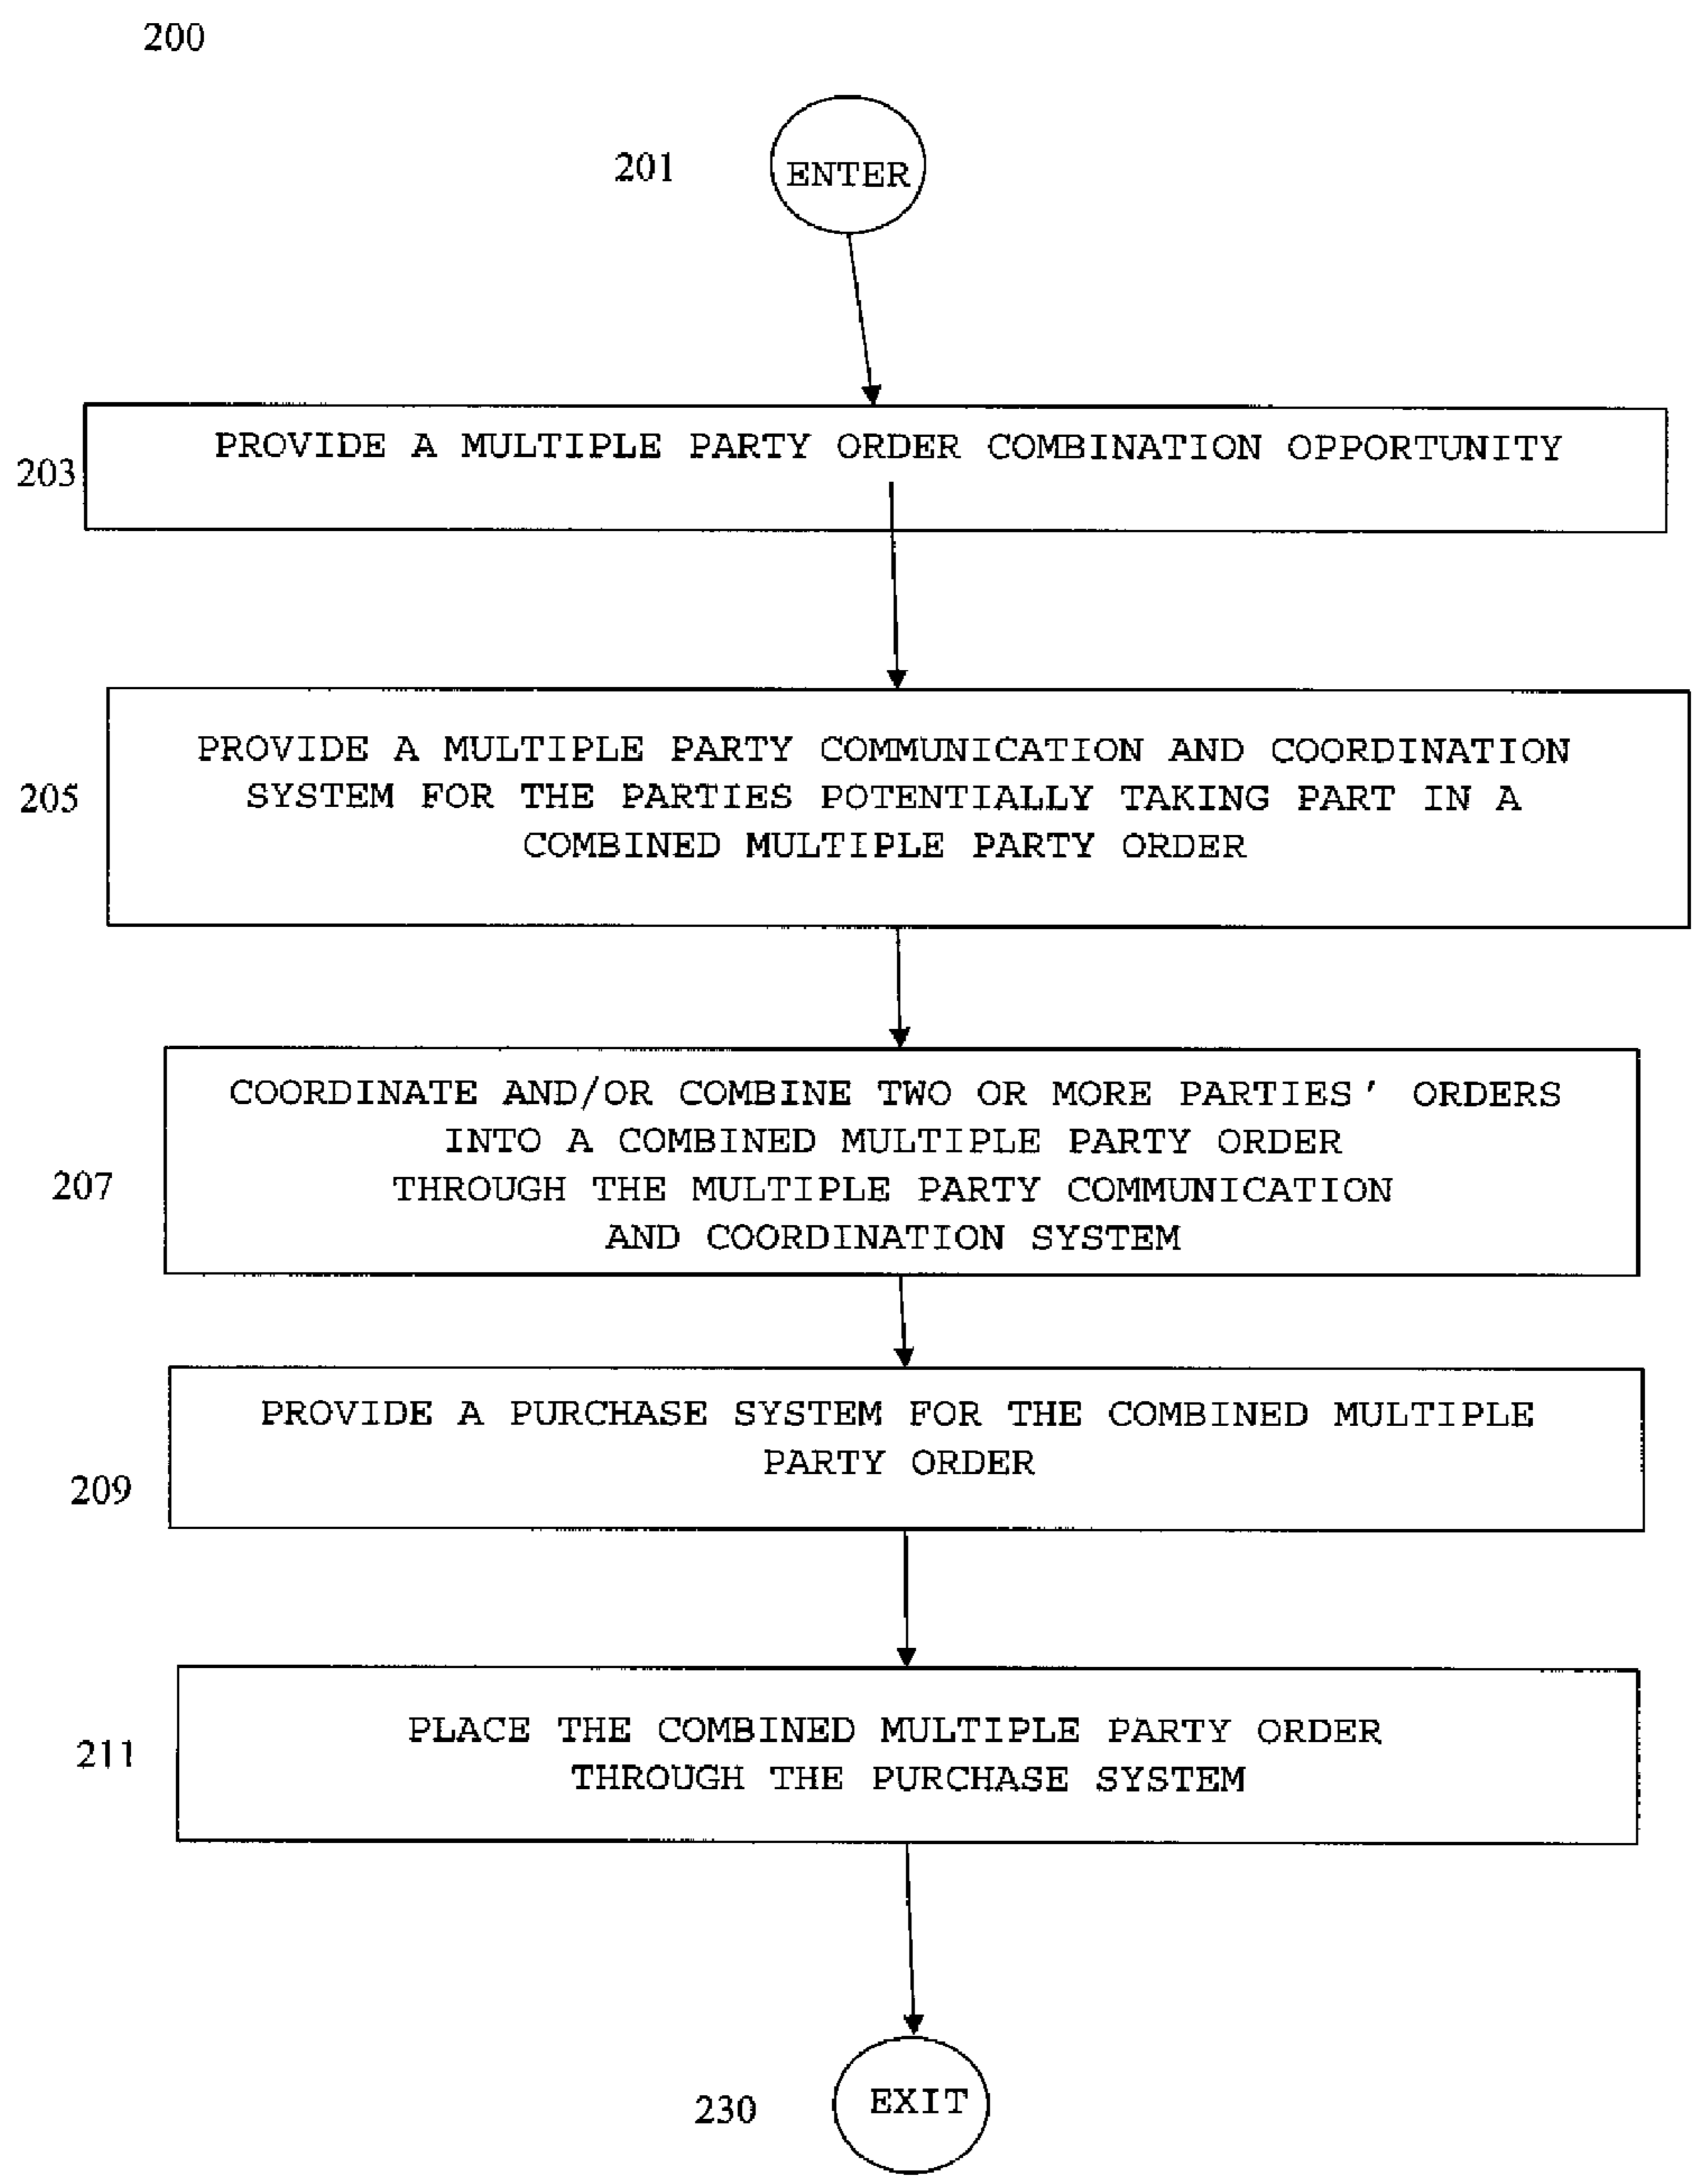 200
201
ENTER
PROVIDE A MULTIPLE PARTY ORDER COMBINATION OPPORTUNITY
203
PROVIDE A MULTIPLE PARTY COMMUNICATION AND COORDINATION
SYSTEM FOR THE PARTIES POTENTIALLY TAKING PART IN A
COMBINED MULTIPLE PARTY ORDER
205
COORDINATE AND/OR COMBINE TWO OR MORE PARTIES' ORDERS
INTO A COMBINED MULTIPLE PARTY ORDER
THROUGH THE MULTIPLE PARTY COMMUNICATION
AND COORDINATION SYSTEM
207
PROVIDE A PURCHASE SYSTEM FOR THE COMBINED MULTIPLE
PARTY ORDER
209
PLACE THE COMBINED MULTIPLE PARTY ORDER
THROUGH THE PURCHASE SYSTEM
211
230
EXIT